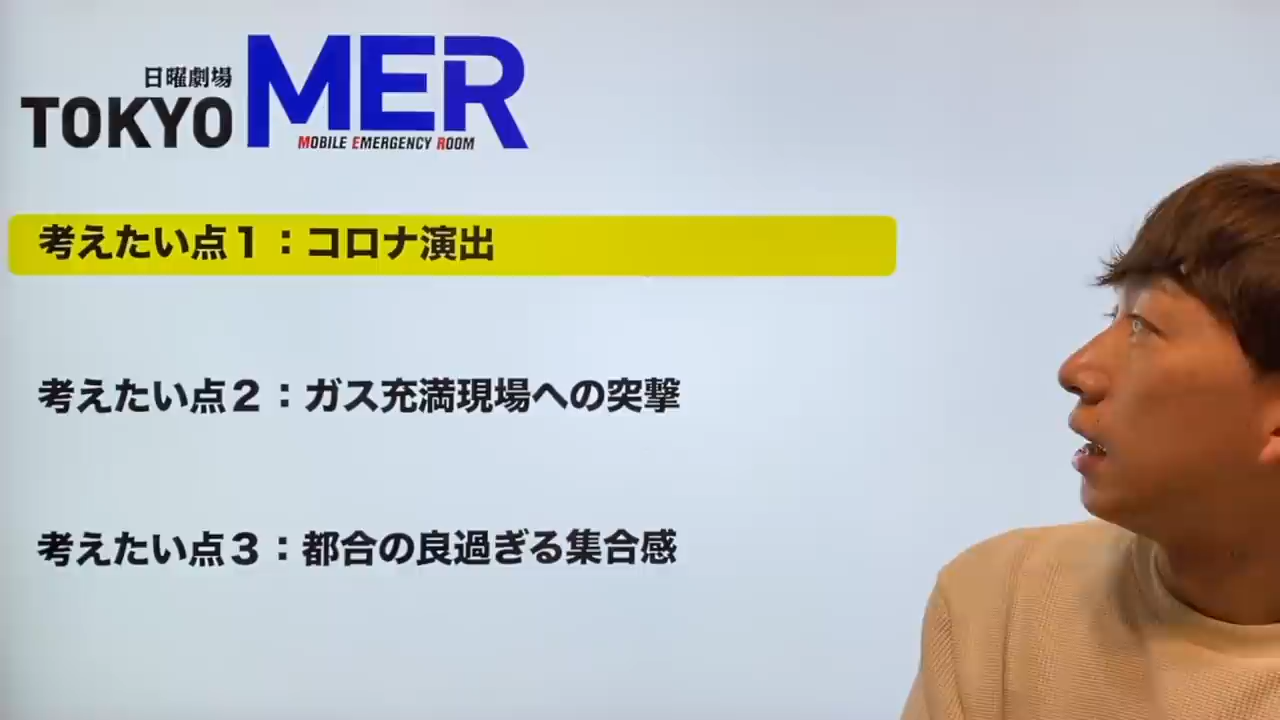 日曜劇場
TOKYO MER
MOBILE EMERGENCY ROOM
考えたい点1：コロナ演出
考えたい点2：ガス充満現場への突撃
考えたい点3：都合の良過ぎる集合感